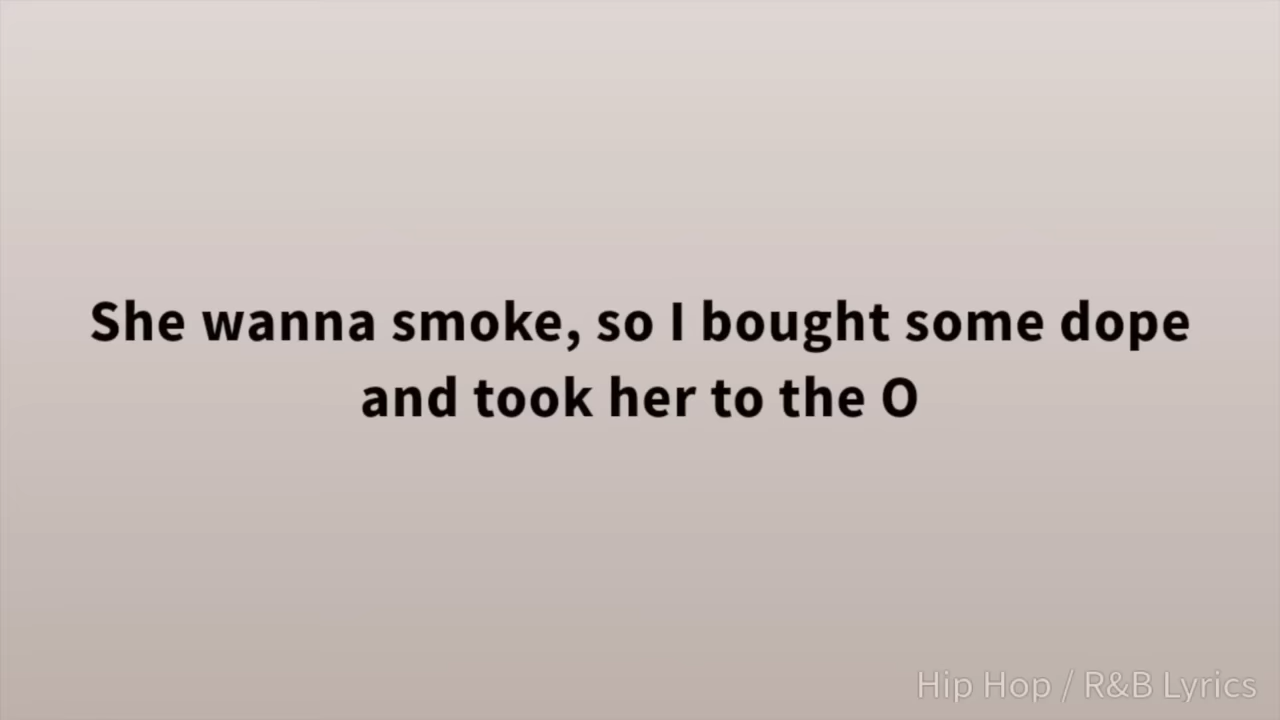 She wanna smoke, so I bought some dope
and took her to the O
Hip Hop / R&B Lyrics